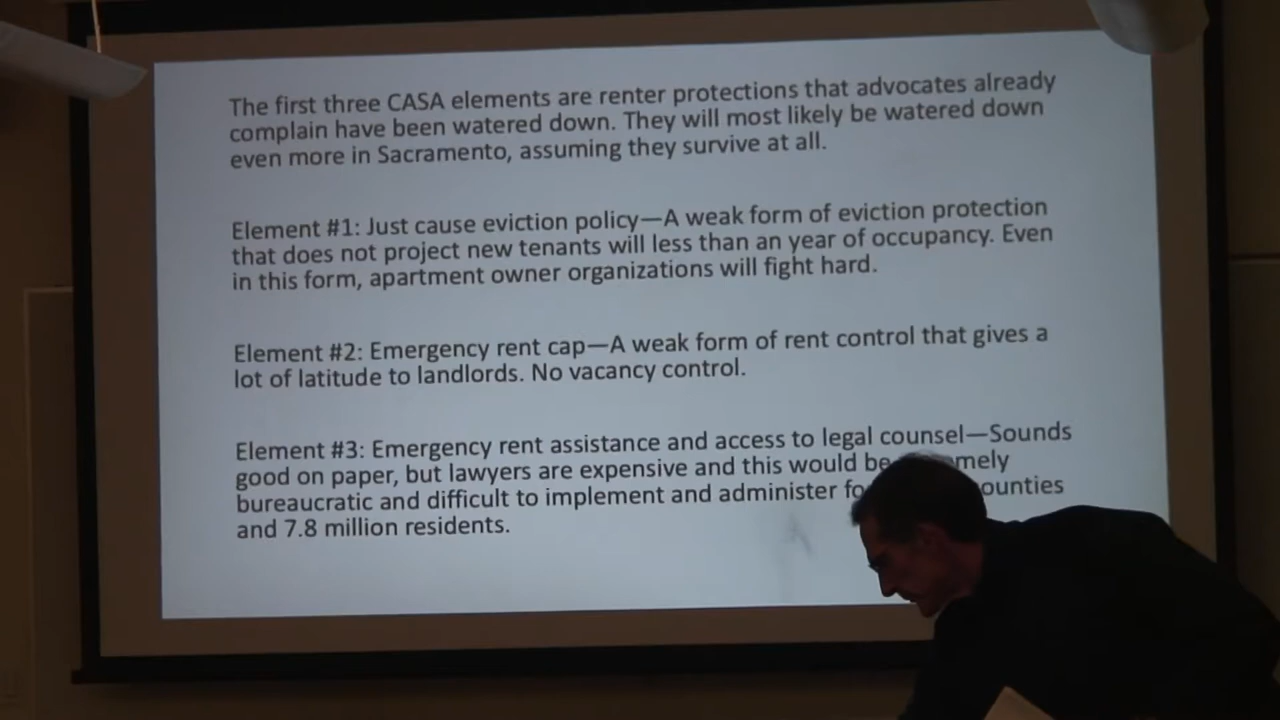 The first three CASA elements are renter protections that advocates already
complain have been watered down. They will most likely be watered down
even more in Sacramento, assuming they survive at all.
Element #1: Just cause eviction policy—A weak form of eviction protection
that does not project new tenants will less than an year of occupancy. Even
in this form, apartment owner organizations will fight hard.
Element #2: Emergency rent cap—A weak form of rent control that gives a
lot of latitude to landlords. No vacancy control.
Element #3: Emergency rent assistance and access to legal counsel—Sounds
good on paper, but lawyers are expensive and this would be
bureaucratic and difficult to implement and administer
and 7.8 million residents.